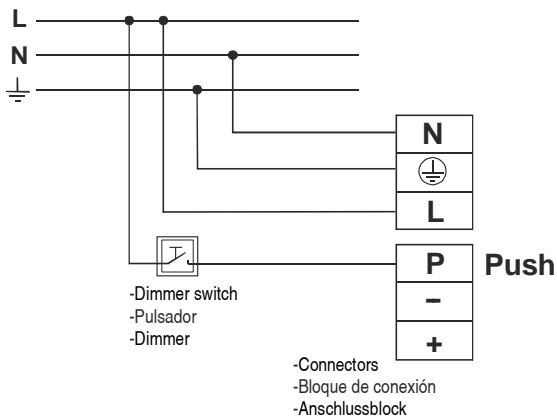 L
N
N
L
P Push
–
+
-Dimmer switch
-Pulsador
-Dimmer
-Connectors
-Bloque de conexión
-Anschlussblock